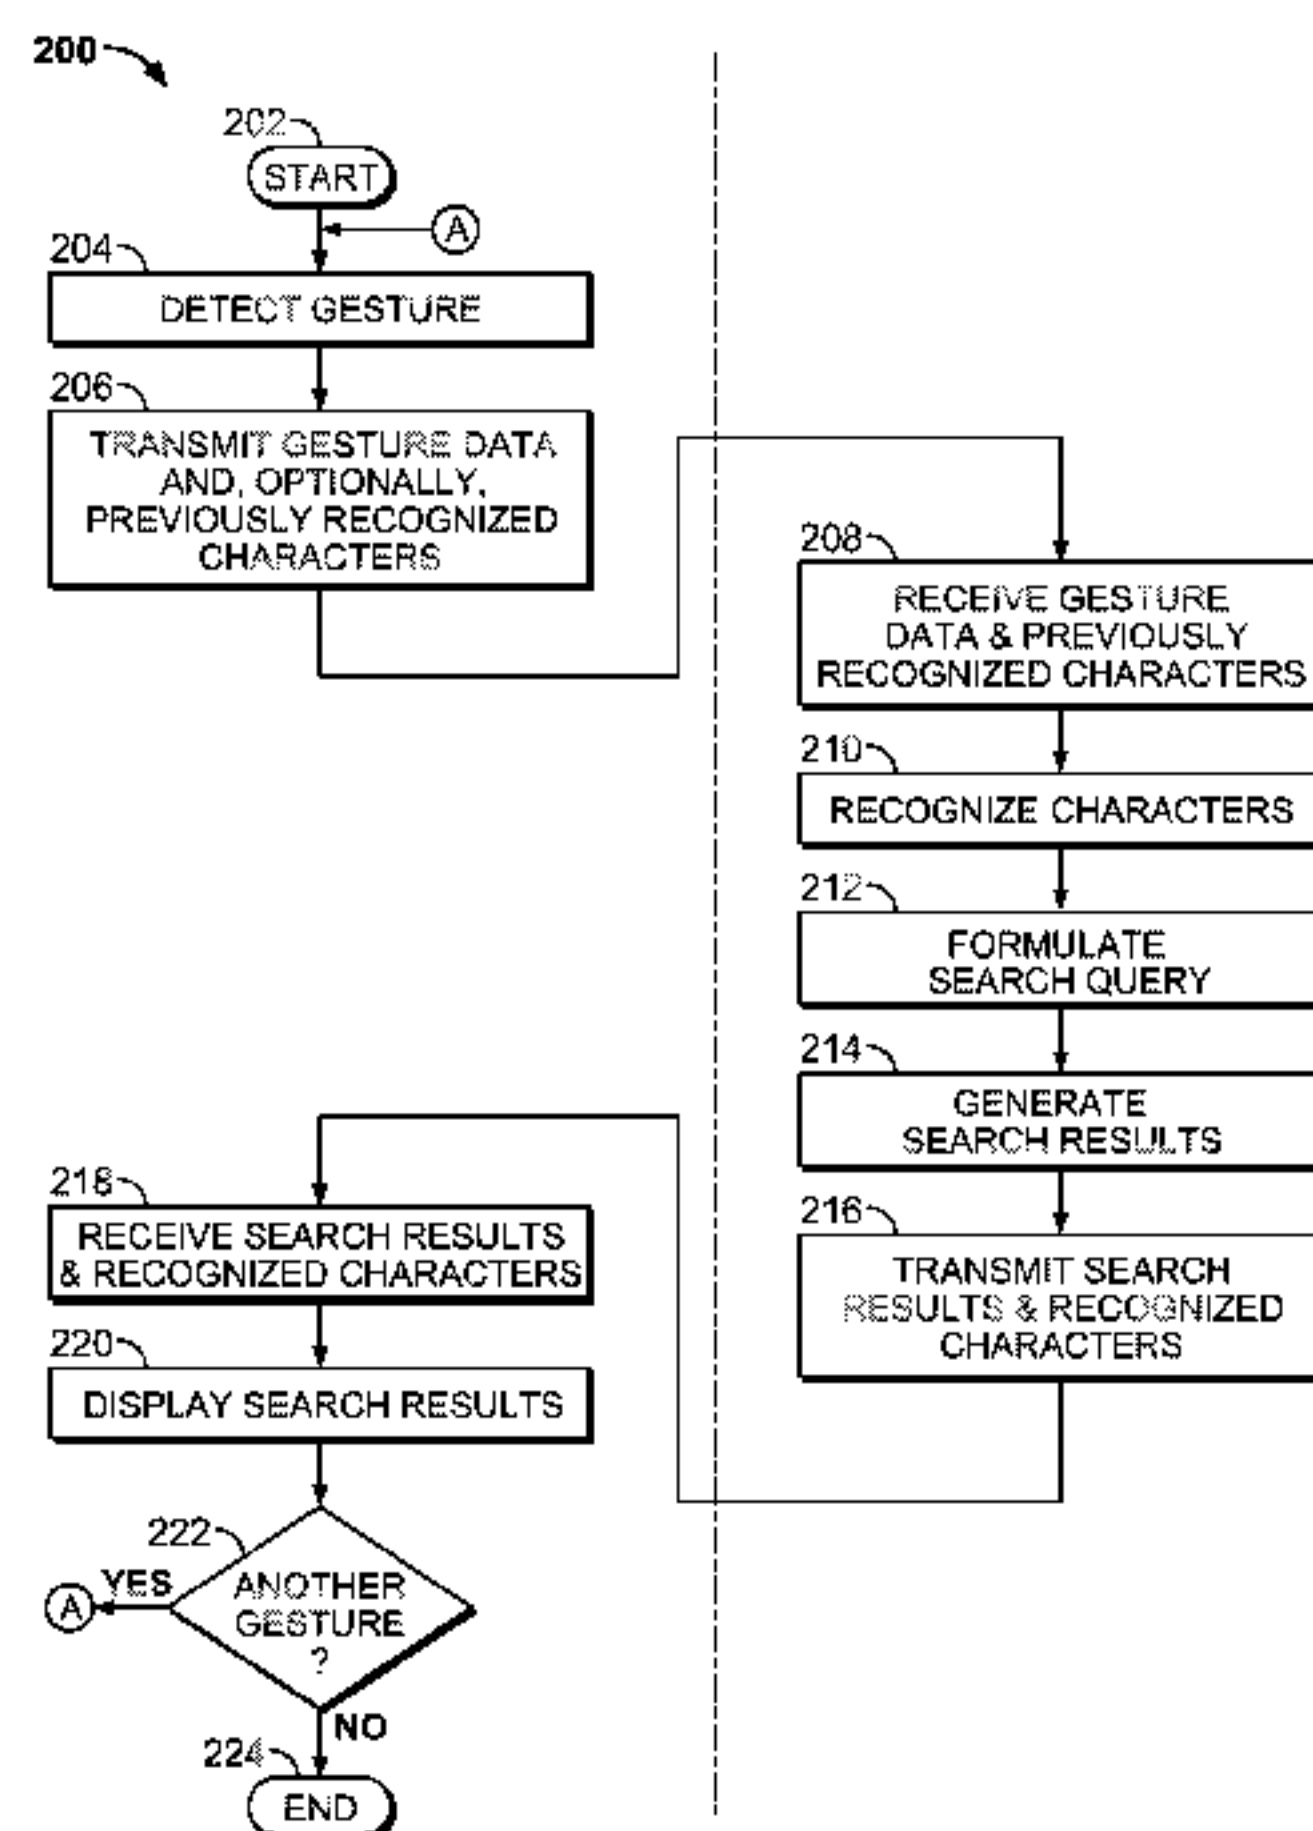 200
202
START
A
204
DETECT GESTURE
206
TRANSMIT GESTURE DATA
AND, OPTIONALLY,
PREVIOUSLY RECOGNIZED
CHARACTERS
208
RECEIVE GESTURE
DATA & PREVIOUSLY
RECOGNIZED CHARACTERS
210
RECOGNIZE CHARACTERS
212
FORMULATE
SEARCH QUERY
214
GENERATE
SEARCH RESULTS
216
TRANSMIT SEARCH
RESULTS & RECOGNIZED
CHARACTERS
218
RECEIVE SEARCH RESULTS
& RECOGNIZED CHARACTERS
220
DISPLAY SEARCH RESULTS
222
ANOTHER
GESTURE
?
YES
A
NO
224
END